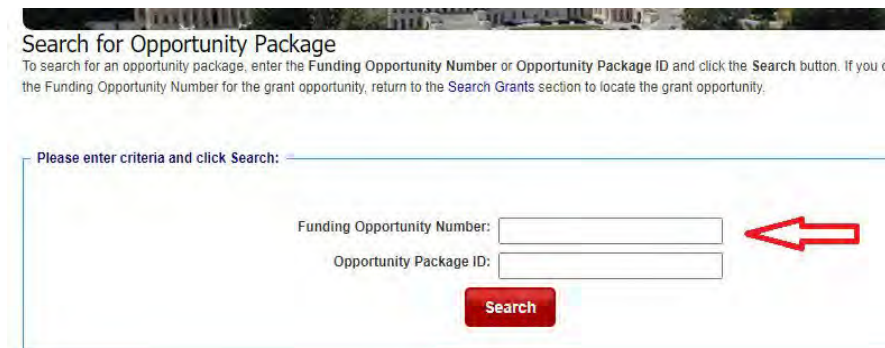 Search for Opportunity Package
To search for an opportunity package, enter the Funding Opportunity Number or Opportunity Package ID and click the Search button. If you
the Funding Opportunity Number for the grant opportunity, return to the Search Grants section to locate the grant opportunity.
Please enter criteria and click Search:
Funding Opportunity Number:
Opportunity Package ID:
Search